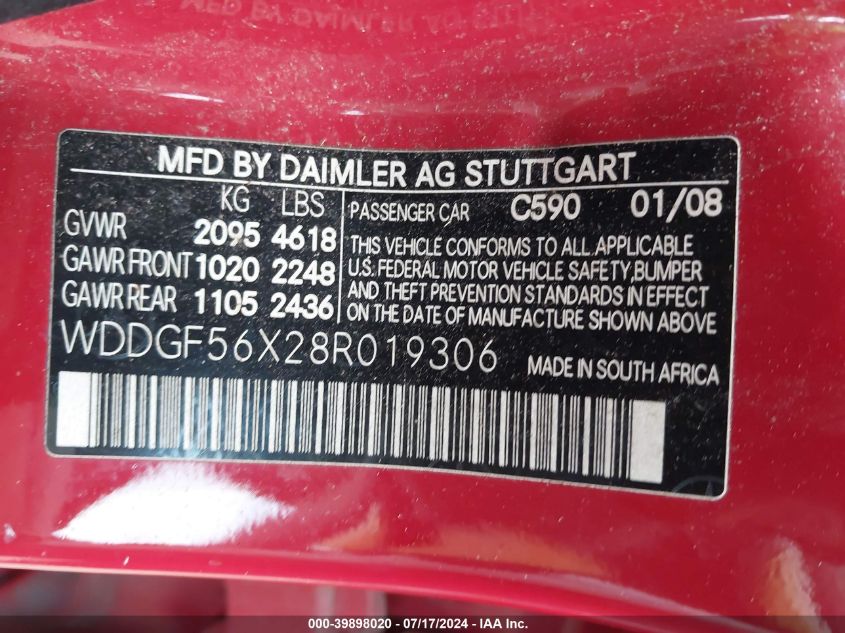 MFD BY DAIMLER AG STUTTGART
KG LBS
GVWR 2095 4618
GAWR FRONT 1020 2248
GAWR REAR 1105 2436
PASSENGER CAR C590 01/08
THIS VEHICLE CONFORMS TO ALL APPLICABLE
U.S. FEDERAL MOTOR VEHICLE SAFETY,BUMPER
AND THEFT PREVENTION STANDARDS IN EFFECT
ON THE DATE OF MANUFACTURE SHOWN ABOVE.
WDDGF56X28R019306 MADE IN SOUTH AFRICA
000-39898020 - 07/17/2024 - IAA Inc.